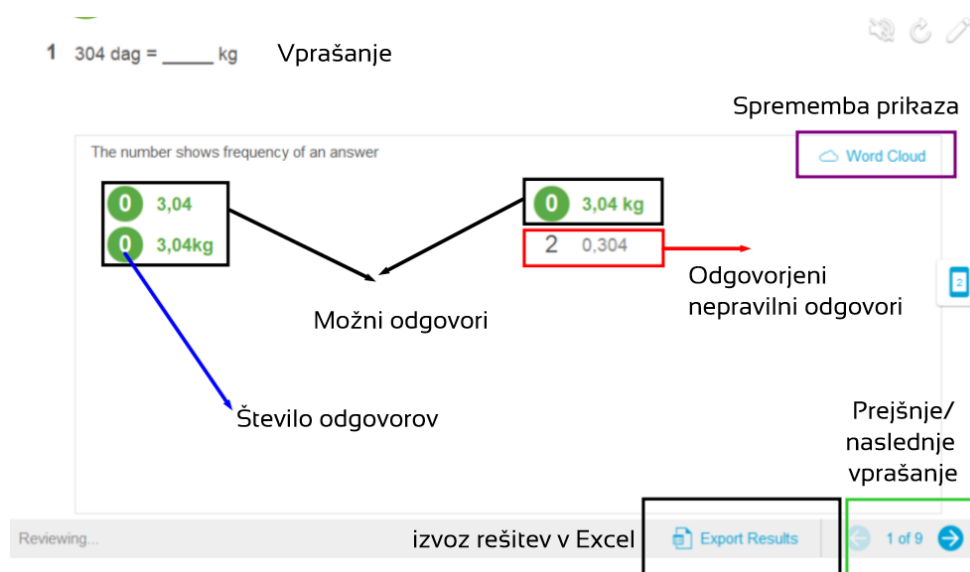 1 304 dag = _____ kg Vprašanje
Sprememba prikaza
The number shows frequency of an answer
Word Cloud
0 3,04
0 3,04 kg
0 3,04kg
2 0,304
Odgovorjeni
nepravilni odgovori
2
Možni odgovori
Število odgovorov
Prejšnje/
naslednje
vprašanje
Reviewing...
izvoz rešitev v Excel
Export Results
1 of 9